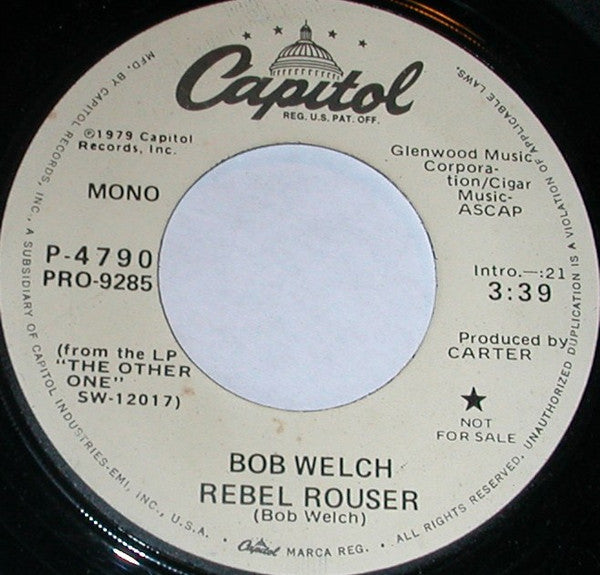 Capitol
REG. U.S. PAT. OFF.
℗1979 Capitol
Records, Inc.
MONO
P-4790
PRO-9285
(from the LP
"THE OTHER
ONE"
SW-12017)
Glenwood Music
Corpora-
tion/Cigar
Music-
ASCAP
Intro.—:21
3:39
Produced by
CARTER
★
NOT
FOR SALE
BOB WELCH
REBEL ROUSER
(Bob Welch)
MFD. BY CAPITOL RECORDS, INC., A SUBSIDIARY OF CAPITOL INDUSTRIES-EMI, INC., U.S.A. • Capitol MARCA REG. • ALL RIGHTS RESERVED. UNAUTHORIZED DUPLICATION IS A VIOLATION OF APPLICABLE LAWS.